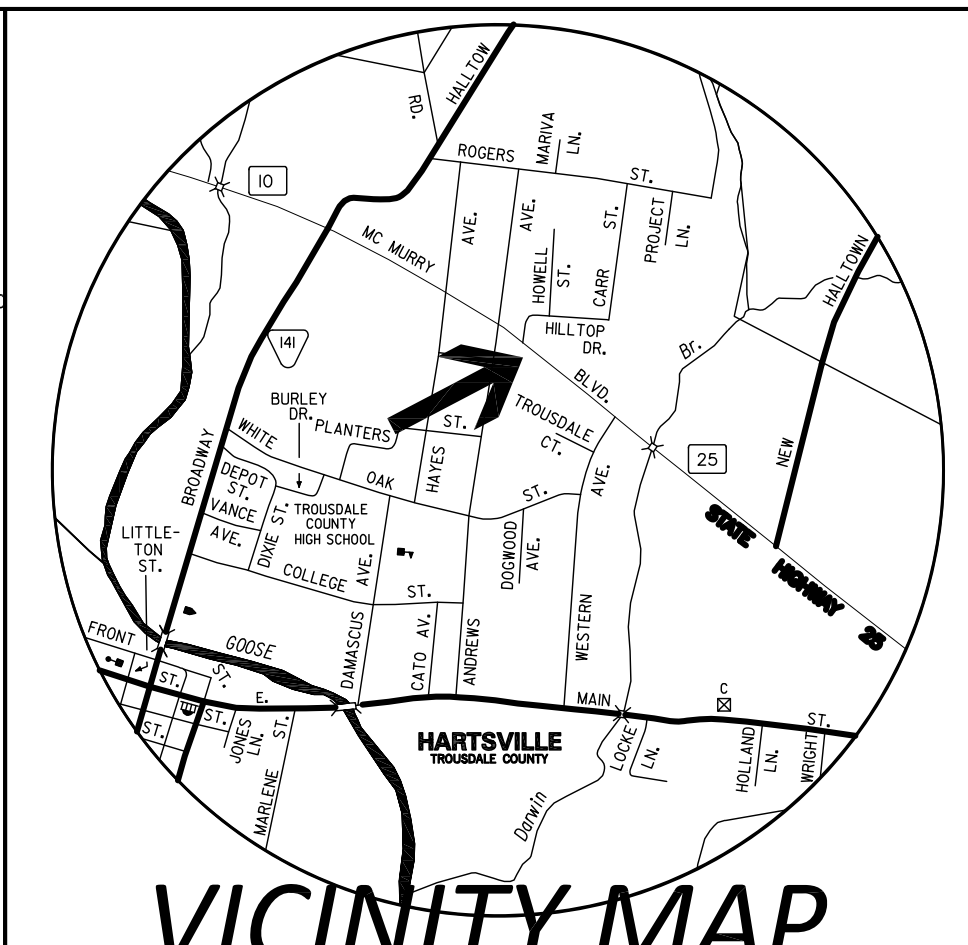 HALLTOW
RD.
10
ROGERS
MARIVA
LN.
ST.
MC MURRY
AVE.
AVE.
HOWELL
ST.
CARR
ST.
PROJECT
LN.
HALLTOWN
141
HILLTOP
DR.
Br.
BLVD.
BURLEY
DR.
PLANTERS
ST.
TROUSDALE
CT.
WHITE
BROADWAY
OAK
HAYES
AVE.
25
NEW
DEPOT
ST.
VANCE
AVE.
DIXIE ST.
TROUSDALE
COUNTY
HIGH SCHOOL
ST.
STATE HIGHWAY 25
LITTLE-
TON
ST.
COLLEGE
AVE.
ST.
DOGWOOD
AVE.
FRONT
GOOSE
DAMASCUS
CATO AV.
ANDREWS
WESTERN
ST.
ST.
E.
MAIN
C
ST.
ST.
ST.
JONES
LN.
ST.
MARLENE
HARTSVILLE
TROUSDALE COUNTY
LOCKE
LN.
HOLLAND
LN.
WRIGHT
Darwin
VICINITY MAP